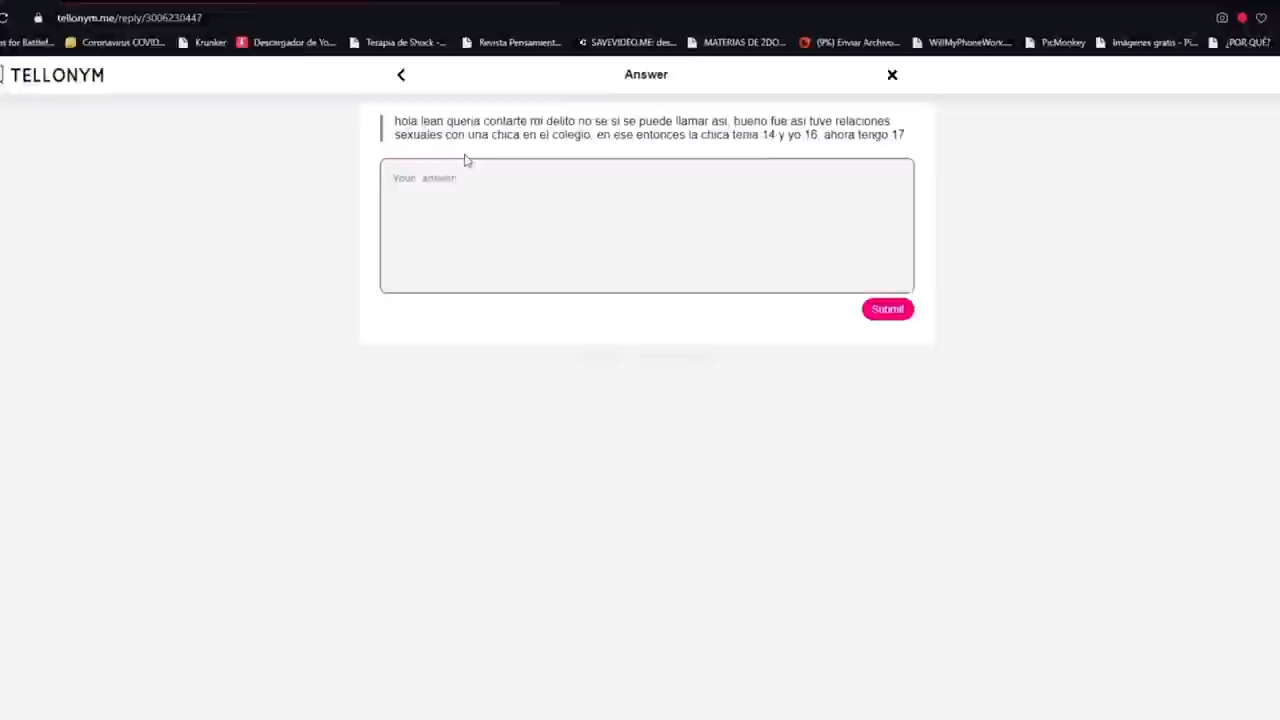 tellonym.me/reply/3006230447
s for Battlef... Coronavirus COVID... Krunker Descargador de Yo... Terapia de Shock -... Revista Pensamient... SAVEVIDEO.ME: des... MATERIAS DE 2DO... (9%) Enviar Archivo... WillMyPhoneWork.... PicMonkey Imágenes gratis - Pi... ¿POR QUÉ?
TELLONYM Answer
hola lean queria contarte mi delito no se si se puede llamar asi, bueno fue asi tuve relaciones
sexuales con una chica en el colegio, en ese entonces la chica tenia 14 y yo 16, ahora tengo 17
Your answer
Submit